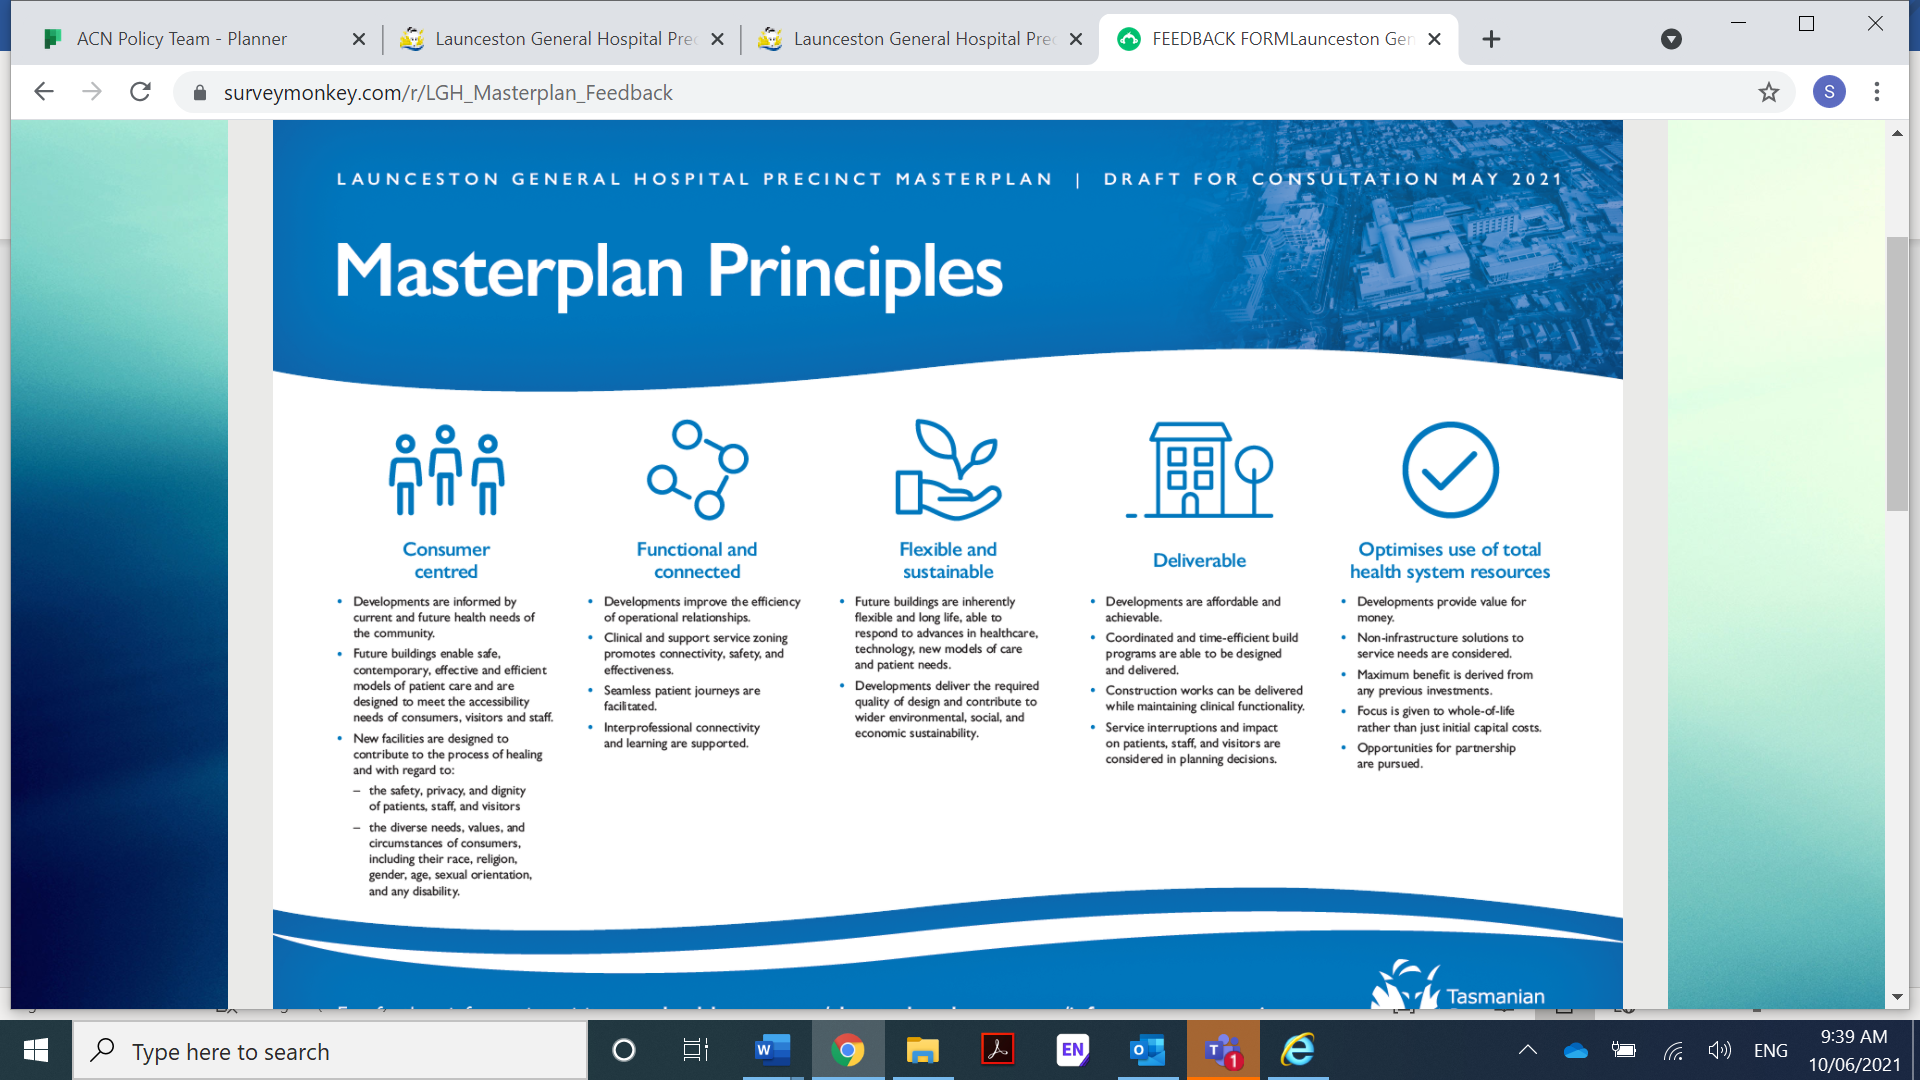 ACN Policy Team - Planner
Launceston General Hospital Prec
Launceston General Hospital Prec
FEEDBACK FORMLaunceston Gen
surveymonkey.com/r/LGH_Masterplan_Feedback
S
LAUNCESTON GENERAL HOSPITAL PRECINCT MASTERPLAN | DRAFT FOR CONSULTATION MAY 2021
Masterplan Principles
Consumer
centred
• Developments are informed by
current and future health needs of
the community.
• Future buildings enable safe,
contemporary, effective and efficient
models of patient care and are
designed to meet the accessibility
needs of consumers, visitors and staff.
• New facilities are designed to
contribute to the process of healing
and with regard to:
– the safety, privacy, and dignity
of patients, staff, and visitors
– the diverse needs, values, and
circumstances of consumers,
including their race, religion,
gender, age, sexual orientation,
and any disability.
Functional and
connected
• Developments improve the efficiency
of operational relationships.
• Clinical and support service zoning
promotes connectivity, safety, and
effectiveness.
• Seamless patient journeys are
facilitated.
• Interprofessional connectivity
and learning are supported.
Flexible and
sustainable
• Future buildings are inherently
flexible and long life, able to
respond to advances in healthcare,
technology, new models of care
and patient needs.
• Developments deliver the required
quality of design and contribute to
wider environmental, social, and
economic sustainability.
Deliverable
• Developments are affordable and
achievable.
• Coordinated and time-efficient build
programs are able to be designed
and delivered.
• Construction works can be delivered
while maintaining clinical functionality.
• Service interruptions and impact
on patients, staff, and visitors are
considered in planning decisions.
Optimises use of total
health system resources
• Developments provide value for
money.
• Non-infrastructure solutions to
service needs are considered.
• Maximum benefit is derived from
any previous investments.
• Focus is given to whole-of-life
rather than just initial capital costs.
• Opportunities for partnership
are pursued.
Tasmanian
Type here to search
W
EN
O
T
1
ENG
9:39 AM
10/06/2021